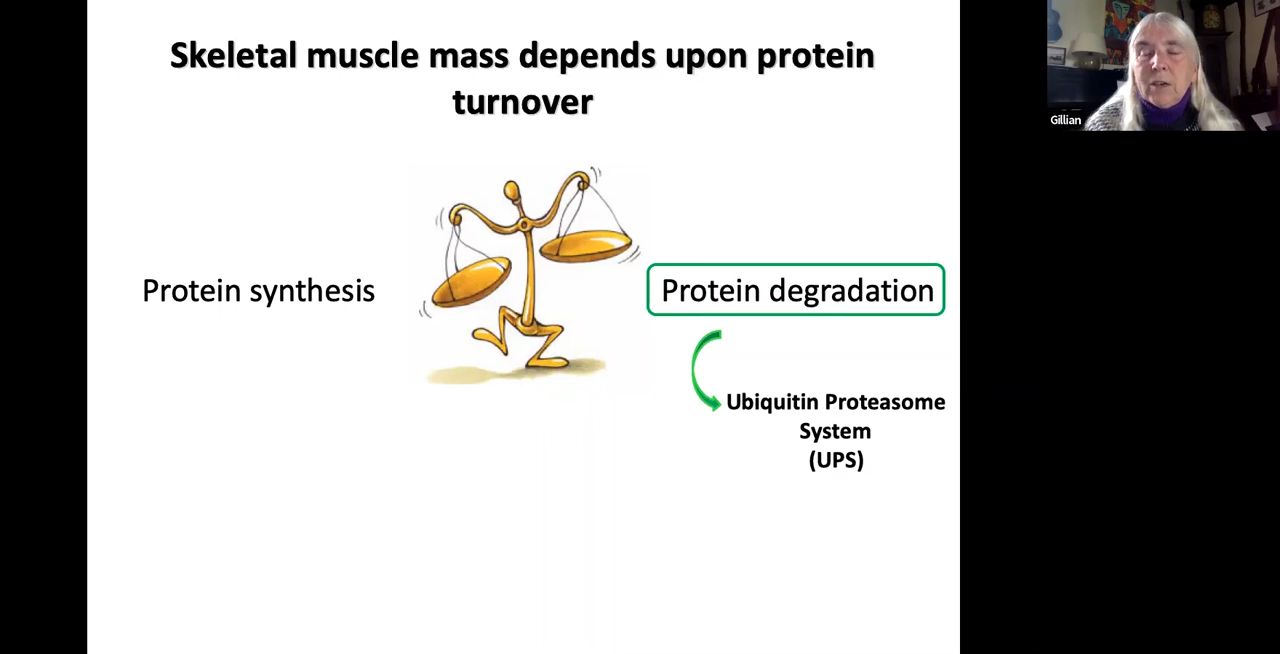 Skeletal muscle mass depends upon protein
turnover
Gillian
Protein synthesis
Protein degradation
Ubiquitin Proteasome
System
(UPS)